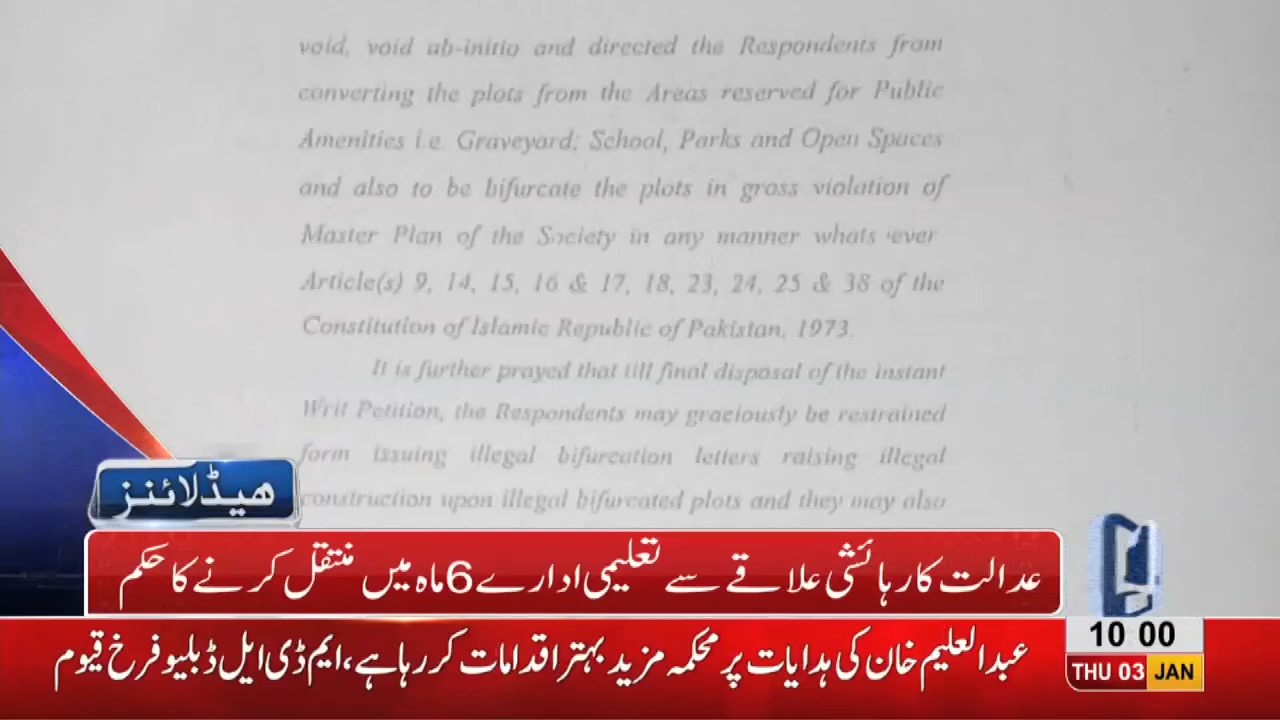 void, void ab-initio and directed the Respondents from
converting the plots from the Areas reserved for Public
Amenities i.e. Graveyard; School, Parks and Open Spaces
and also to be bifurcate the plots in gross violation of
Master Plan of the Society in any manner whats ever
Article(s) 9, 14, 15, 16 & 17, 18, 23, 24, 25 & 38 of the
Constitution of Islamic Republic of Pakistan, 1973.
It is further prayed that till final disposal of the instant
Writ Petition, the Respondents may graciously be restrained
form issuing illegal bifurcation letters raising illegal
construction upon illegal bifurcated plots and they may also
ھیڈلائنز
عدالت کا رہائشی علاقے سے تعلیمی ادارے 6 ماہ میں منتقل کرنے کا حکم
عبدالعلیم خان کی ہدایات پر محکمہ مزید بہتر اقدامات کر رہا ہے، ایم ڈی ایل ڈبلیو فرخ قیوم
10 00
THU 03 JAN